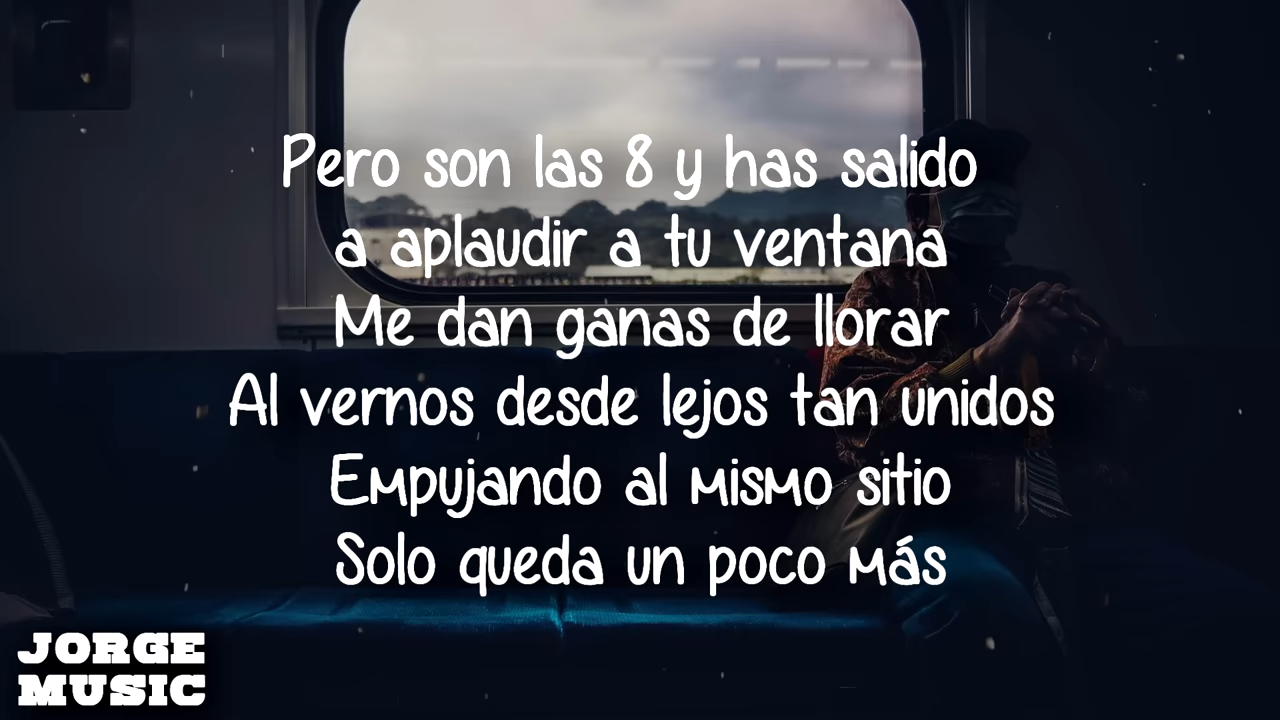 Pero son las 8 y has salido
a aplaudir a tu ventana
Me dan ganas de llorar
Al vernos desde lejos tan unidos
Empujando al mismo sitio
Solo queda un poco más
JORGE
MUSIC